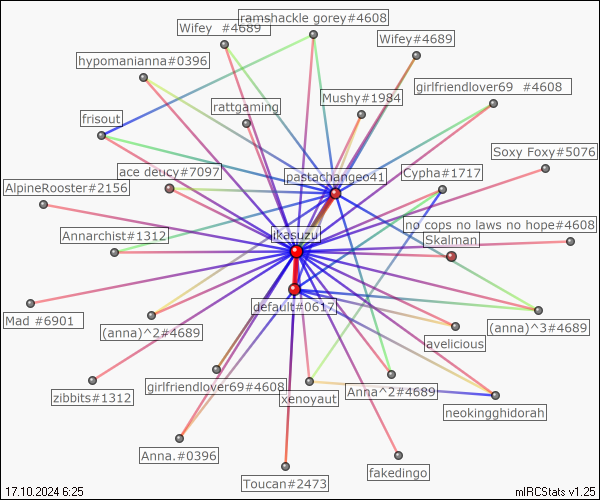 ramshackle gorey#4608
Wifey #4689
Wifey#4689
hypomanianna#0396
girlfriendlover69 #4608
Mushy#1984
rattgaming
frisout
Soxy Foxy#5076
ace deucy#7097
pastachangeo41
Cypha#1717
AlpineRooster#2156
no cops no laws no hope#4608
Annarchist#1312
ikasuzu
Skalman
default#0617
Mad #6901
(anna)^2#4689
(anna)^3#4689
avelicious
girlfriendlover69#4608
Anna^2#4689
zibbits#1312
xenoyaut
neokingghidorah
Anna.#0396
fakedingo
Toucan#2473
17.10.2024 6:25
mIRCStats v1.25